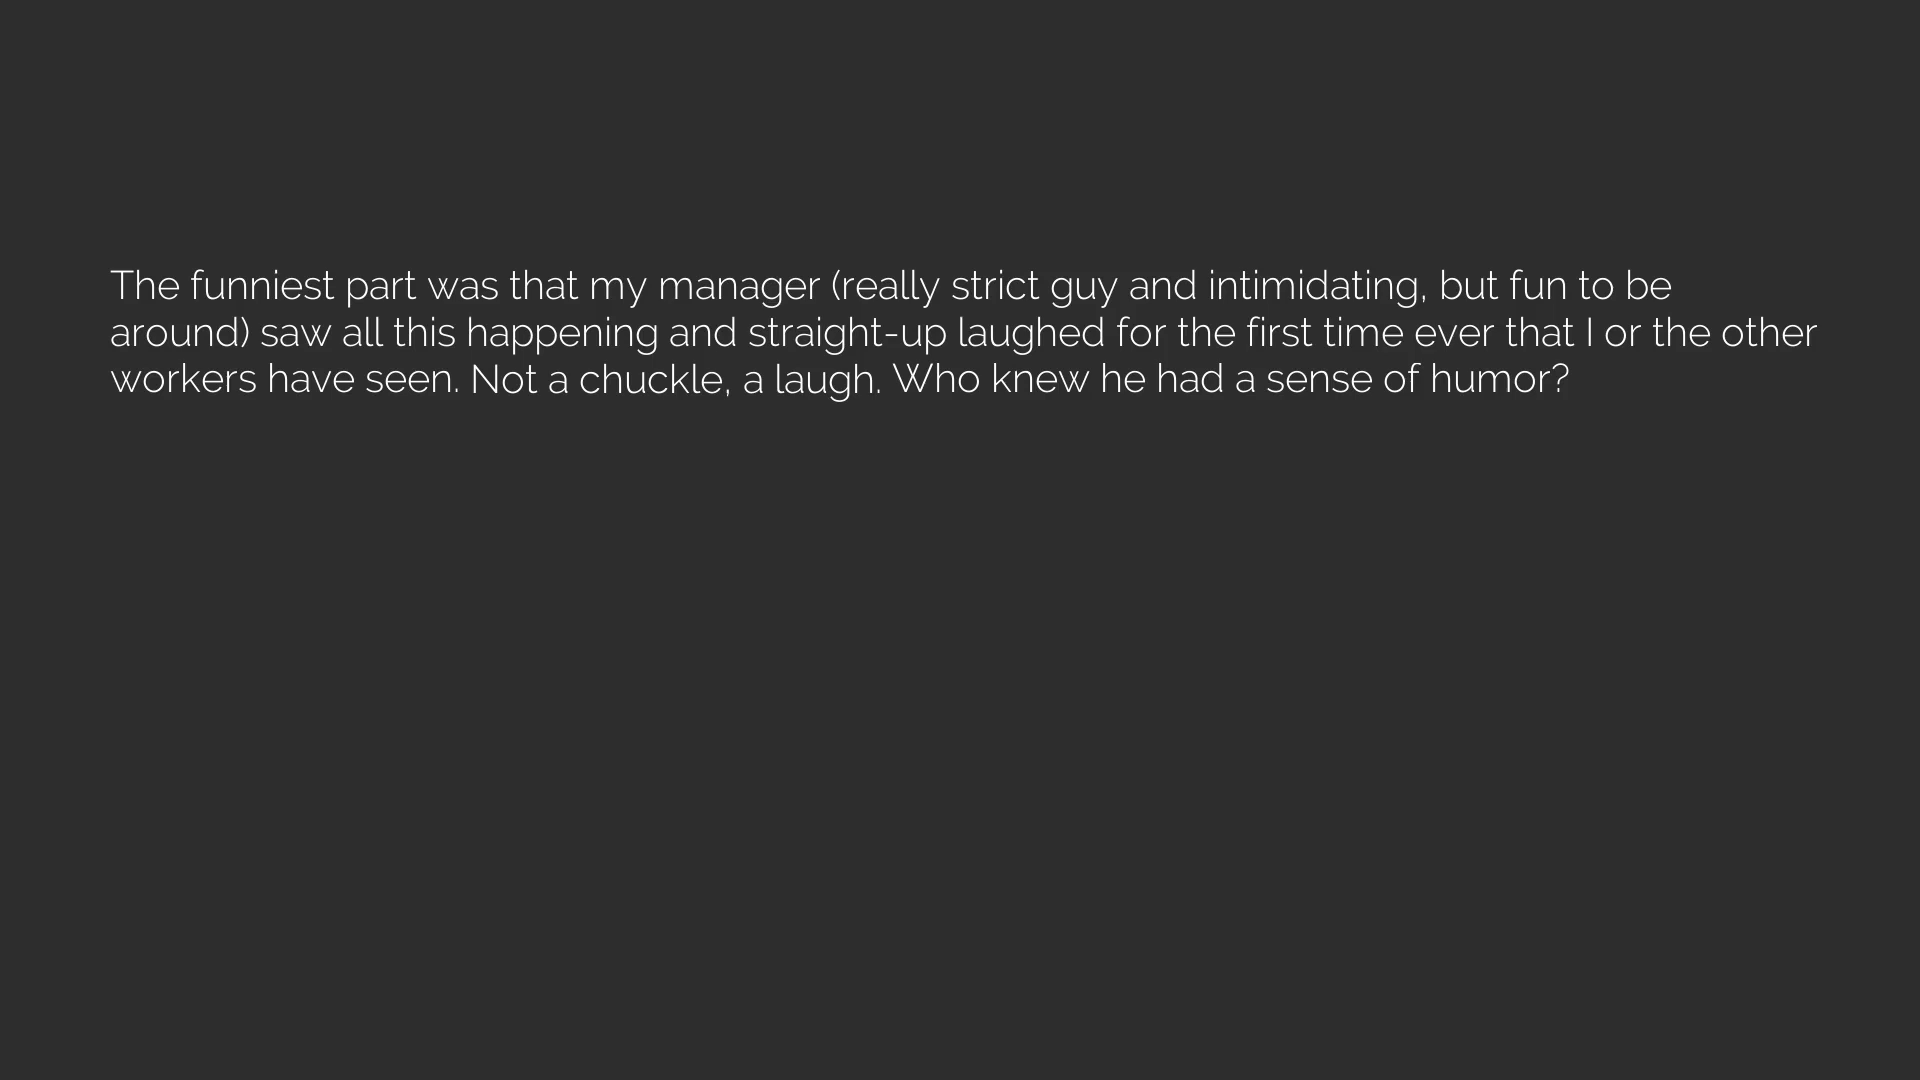 The funniest part was that my manager (really strict guy and intimidating, but fun to be
around) saw all this happening and straight-up laughed for the first time ever that I or the other
workers have seen. Not a chuckle, a laugh. Who knew he had a sense of humor?